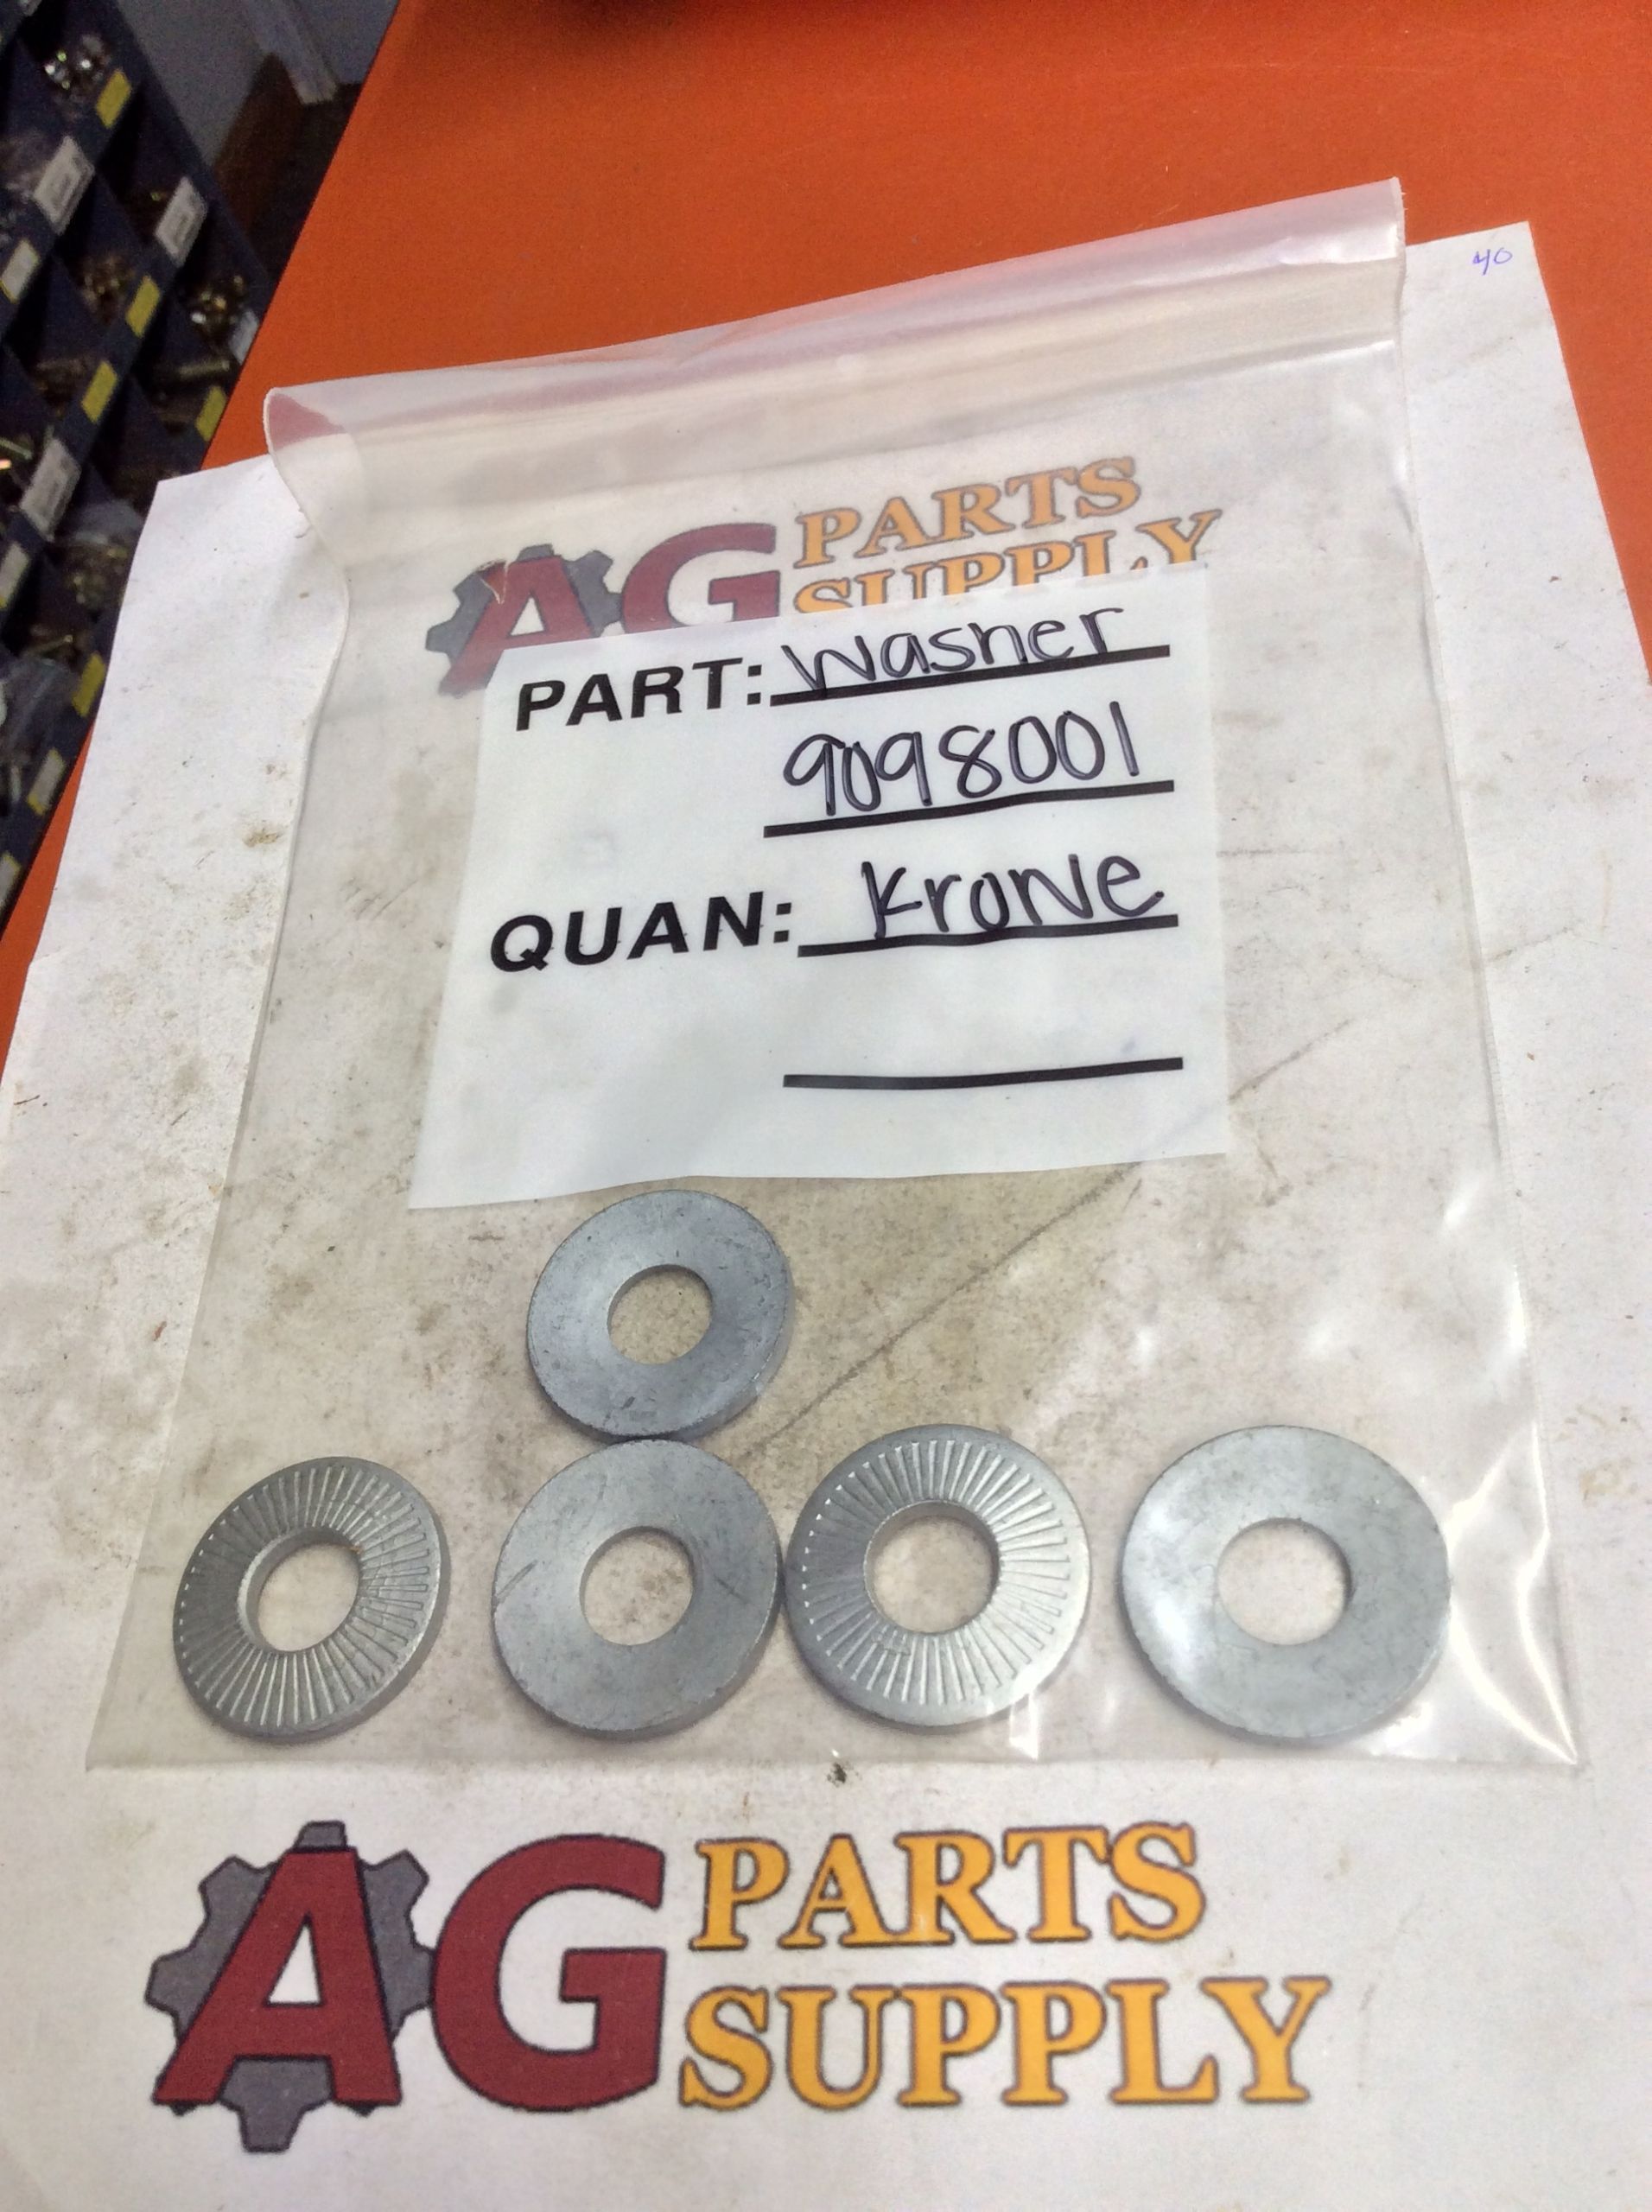 40
AG PARTS
SUPPLY
PART: Washer
9098001
QUAN: Krone
AG PARTS
SUPPLY